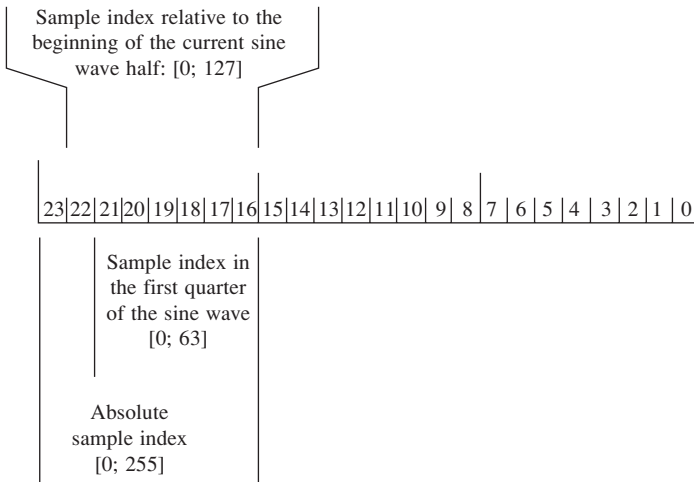 Sample index relative to the
beginning of the current sine
wave half: [0; 127]
23 22 21 20 19 18 17 16 15 14 13 12 11 10 9 8 7 6 5 4 3 2 1 0
Sample index in
the first quarter
of the sine wave
[0; 63]
Absolute
sample index
[0; 255]